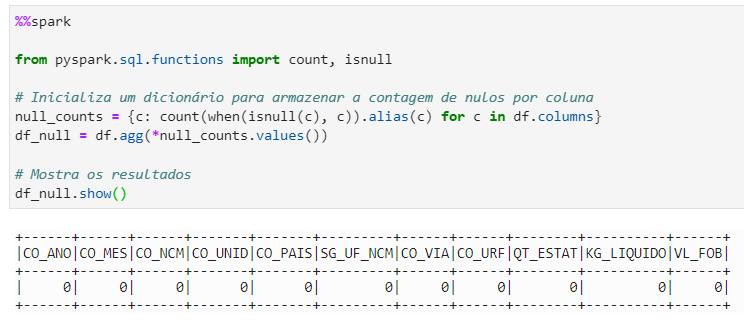 %%spark
from pyspark.sql.functions import count, isnull
# Inicializa um dicionário para armazenar a contagem de nulos por coluna
null_counts = {c: count(when(isnull(c), c)).alias(c) for c in df.columns}
df_null = df.agg(*null_counts.values())
# Mostra os resultados
df_null.show()
+------+------+------+-------+-------+---------+------+------+--------+----------+------+
|CO_ANO|CO_MES|CO_NCM|CO_UNID|CO_PAIS|SG_UF_NCM|CO_VIA|CO_URF|QT_ESTAT|KG_LIQUIDO|VL_FOB|
+------+------+------+-------+-------+---------+------+------+--------+----------+------+
|     0|     0|     0|      0|      0|        0|     0|     0|       0|         0|     0|
+------+------+------+-------+-------+---------+------+------+--------+----------+------+